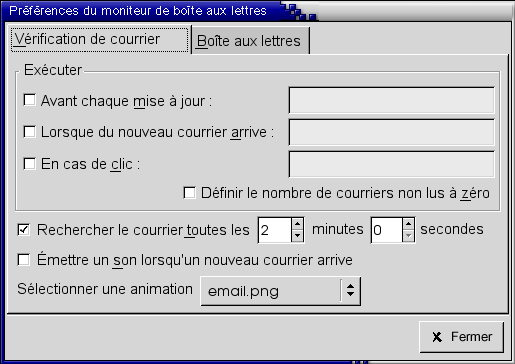 Préférences du moniteur de boîte aux lettres
Vérification de courrier
Boîte aux lettres
Exécuter
Avant chaque mise à jour :
Lorsque du nouveau courrier arrive :
En cas de clic :
Définir le nombre de courriers non lus à zéro
Rechercher le courrier toutes les 2 minutes 0 secondes
Émettre un son lorsqu'un nouveau courrier arrive
Sélectionner une animation email.png
Fermer